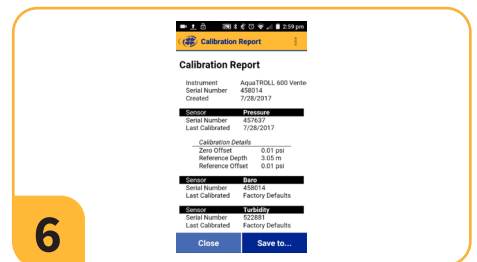 2:59 pm
Calibration Report
Calibration Report
Instrument AquaTROLL 600 Vente
Serial Number 458014
Created 7/28/2017
Sensor Pressure
Serial Number 457637
Last Calibrated 7/28/2017
Calibration Details
Zero Offset 0.01 psi
Reference Depth 3.05 m
Reference Offset 0.01 psi
Sensor Baro
Serial Number 458014
Last Calibrated Factory Defaults
Sensor Turbidity
Serial Number 522881
Last Calibrated Factory Defaults
Close Save to...
6